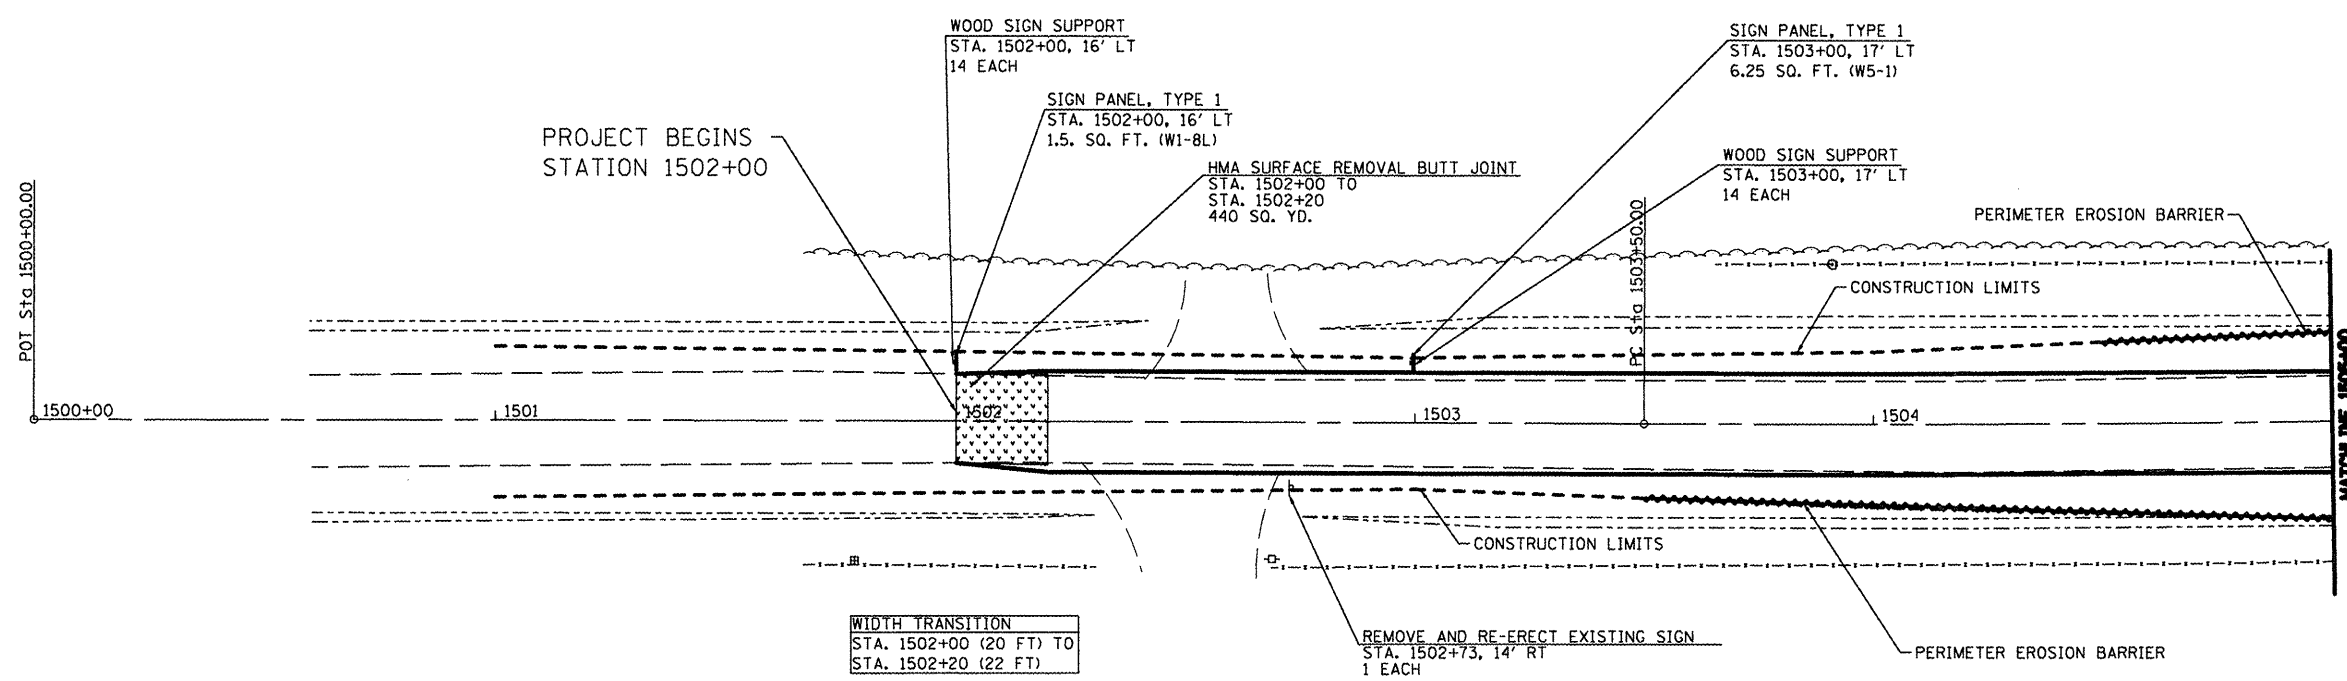 WOOD SIGN SUPPORT
STA. 1502+00, 16' LT
14 EACH
SIGN PANEL, TYPE 1
STA. 1502+00, 16' LT
1.5. SQ. FT. (W1-8L)
PROJECT BEGINS
STATION 1502+00
HMA SURFACE REMOVAL BUTT JOINT
STA. 1502+00 TO
STA. 1502+20
440 SQ. YD.
SIGN PANEL, TYPE 1
STA. 1503+00, 17' LT
6.25 SQ. FT. (W5-1)
WOOD SIGN SUPPORT
STA. 1503+00, 17' LT
14 EACH
PERIMETER EROSION BARRIER
POT Sta 1500+00.00
PC Sta 1503+50.00
CONSTRUCTION LIMITS
1500+00
1501
1502
1503
1504
MATCHLINE 1505+00
CONSTRUCTION LIMITS
WIDTH TRANSITION
STA. 1502+00 (20 FT) TO
STA. 1502+20 (22 FT)
REMOVE AND RE-ERECT EXISTING SIGN
STA. 1502+73, 14' RT
1 EACH
PERIMETER EROSION BARRIER